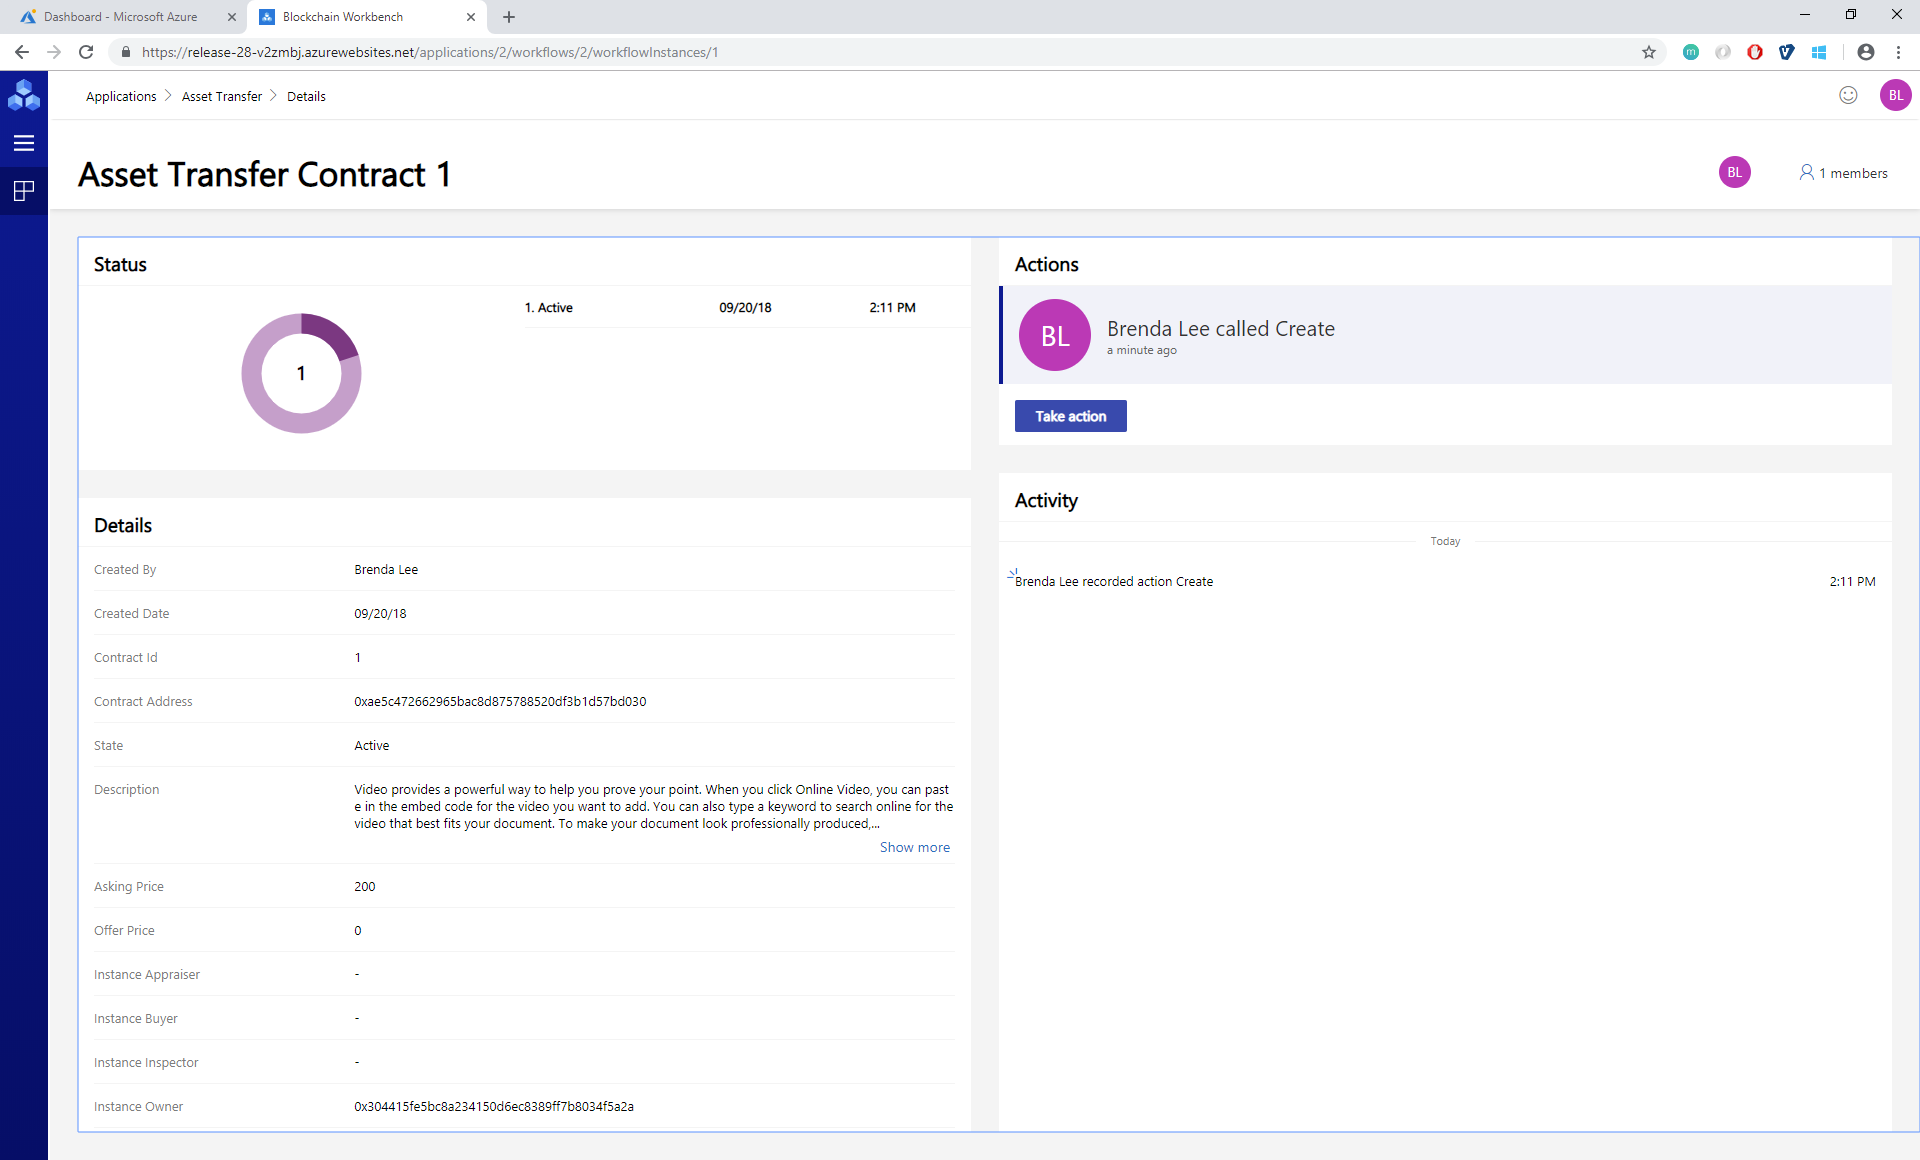 Dashboard - Microsoft Azure
Blockchain Workbench
https://release-28-v2zmbj.azurewebsites.net/applications/2/workflows/2/workflowInstances/1
m
Applications > Asset Transfer > Details
BL
Asset Transfer Contract 1
BL
1 members
Status
1
1. Active 09/20/18 2:11 PM
Actions
BL
Brenda Lee called Create
a minute ago
Take action
Details
Created By Brenda Lee
Created Date 09/20/18
Contract Id 1
Contract Address 0xae5c472662965bac8d875788520df3b1d57bd030
State Active
Description Video provides a powerful way to help you prove your point. When you click Online Video, you can past
e in the embed code for the video you want to add. You can also type a keyword to search online for the
video that best fits your document. To make your document look professionally produced,...
Show more
Asking Price 200
Offer Price 0
Instance Appraiser -
Instance Buyer -
Instance Inspector -
Instance Owner 0x304415fe5bc8a234150d6ec8389ff7b8034f5a2a
Activity
Today
Brenda Lee recorded action Create 2:11 PM